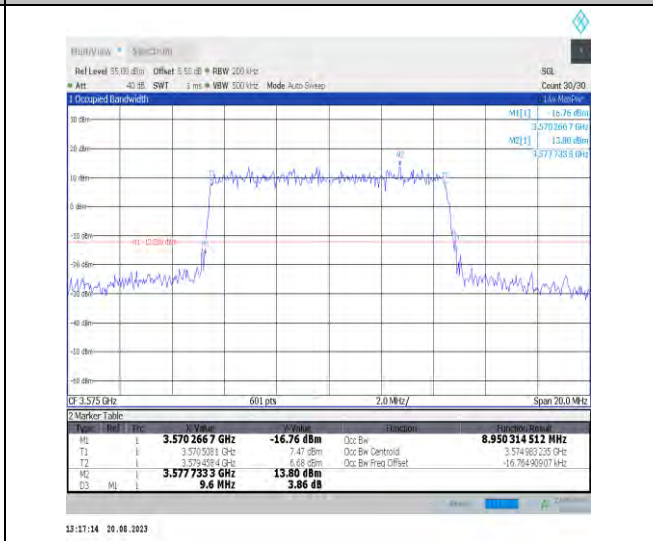 MultiView Spectrum
Ref Level 35.00 dBm Offset 5.50 dB RBW 200 kHz SGL
Att 40 dB SWT 1 ms VBW 500 kHz Mode Auto Sweep Count 30/30
1 Occupied Bandwidth
M1[1] -16.76 dBm
30 dBm
3.570 266 7 GHz
M2[1] 13.80 dBm
20 dBm
3.577 733 3 GHz
M2
10 dBm
0 dBm
-10 dBm
-20 dBm
-30 dBm
-40 dBm
-50 dBm
-60 dBm
CF 3.575 GHz 601 pts 2.0 MHz/ Span 20.0 MHz
2 Marker Table
Type Ref Trc X-Value Y-Value Function Function Result
M1 1 3.570 266 7 GHz -16.76 dBm Occ Bw 8.950 314 512 MHz
T1 1 3.5705081 GHz 7.47 dBm Occ Bw Centroid 3.574 983 235 GHz
T2 1 3.5794584 GHz 6.68 dBm Occ Bw Freq Offset -16.764 909 07 kHz
M2 1 3.577 733 3 GHz 13.80 dBm
D3 M1 1 9.6 MHz 3.86 dB
13:17:14 20.08.2023